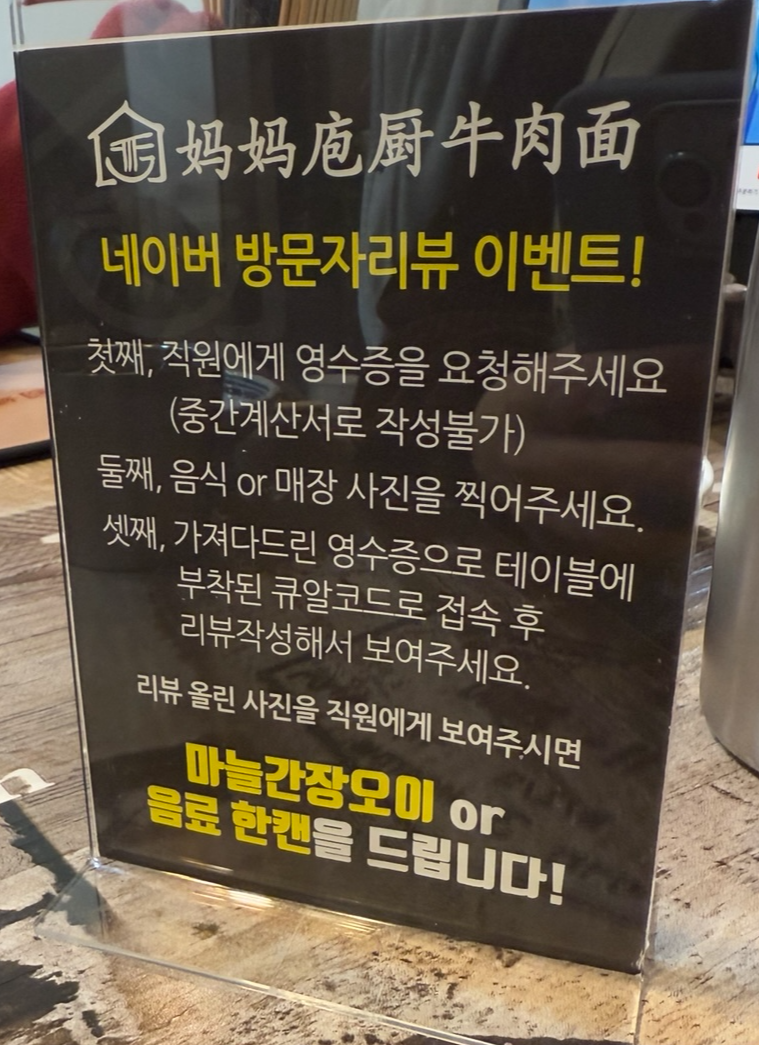 妈妈庖厨牛肉面
네이버 방문자리뷰 이벤트!
첫째, 직원에게 영수증을 요청해주세요
(중간계산서로 작성불가)
둘째, 음식 or 매장 사진을 찍어주세요.
셋째, 가져다드린 영수증으로 테이블에
부착된 큐알코드로 접속 후
리뷰작성해서 보여주세요.
리뷰 올린 사진을 직원에게 보여주시면
마늘간장오이 or
음료 한캔을 드립니다!